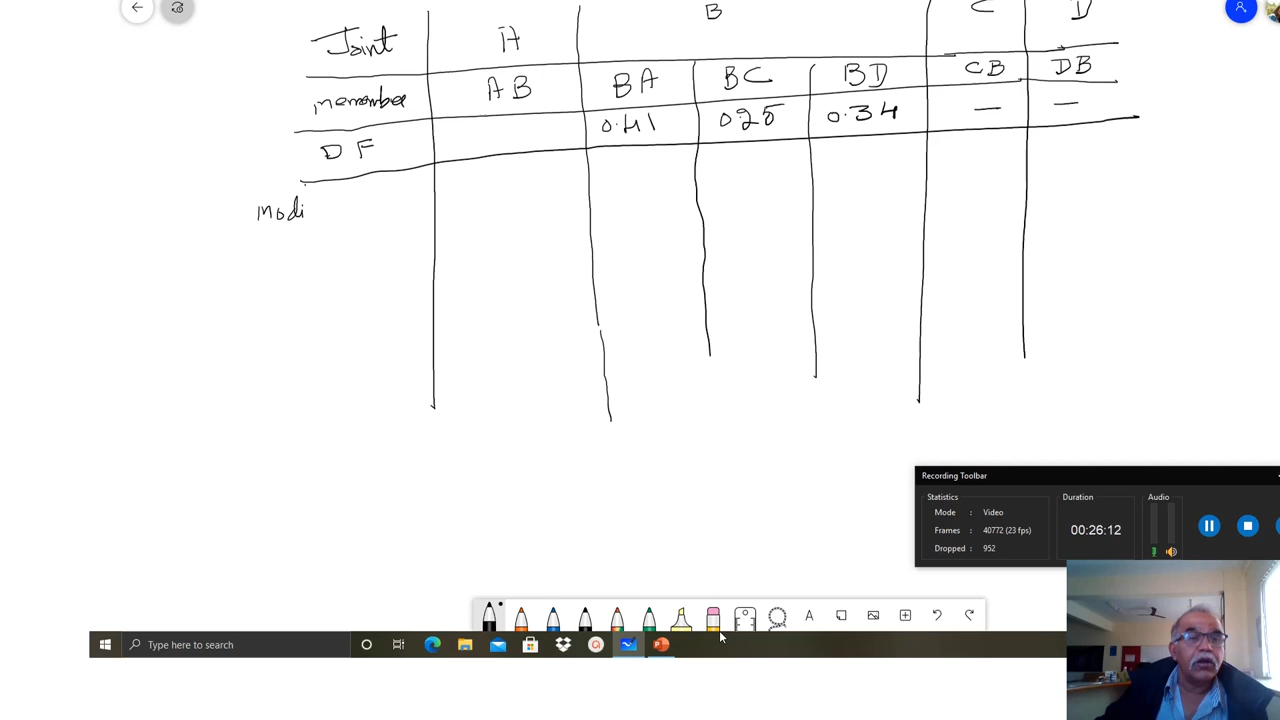 B C D
Joint A
member AB BA BC BD CB DB
DF 0.41 0.25 0.34 — —
modi
Recording Toolbar
Statistics Duration Audio
Mode : Video
Frames : 40772 (23 fps)
Dropped : 952
00:26:12
A
Type here to search